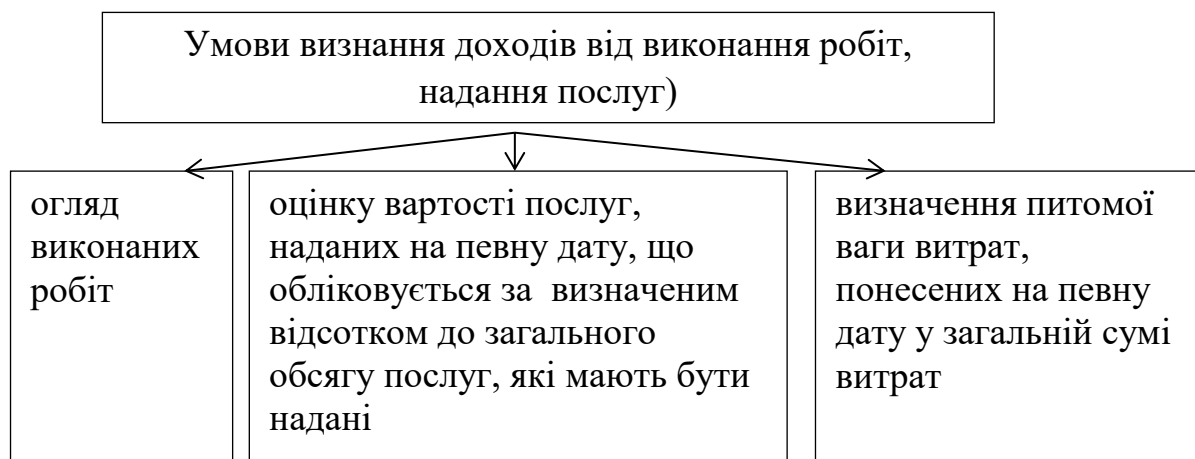 Умови визнання доходів від виконання робіт,
надання послуг)
огляд
виконаних
робіт
оцінку вартості послуг,
наданих на певну дату, що
обліковується за визначеним
відсотком до загального
обсягу послуг, які мають бути
надані
визначення питомої
ваги витрат,
понесених на певну
дату у загальній сумі
витрат